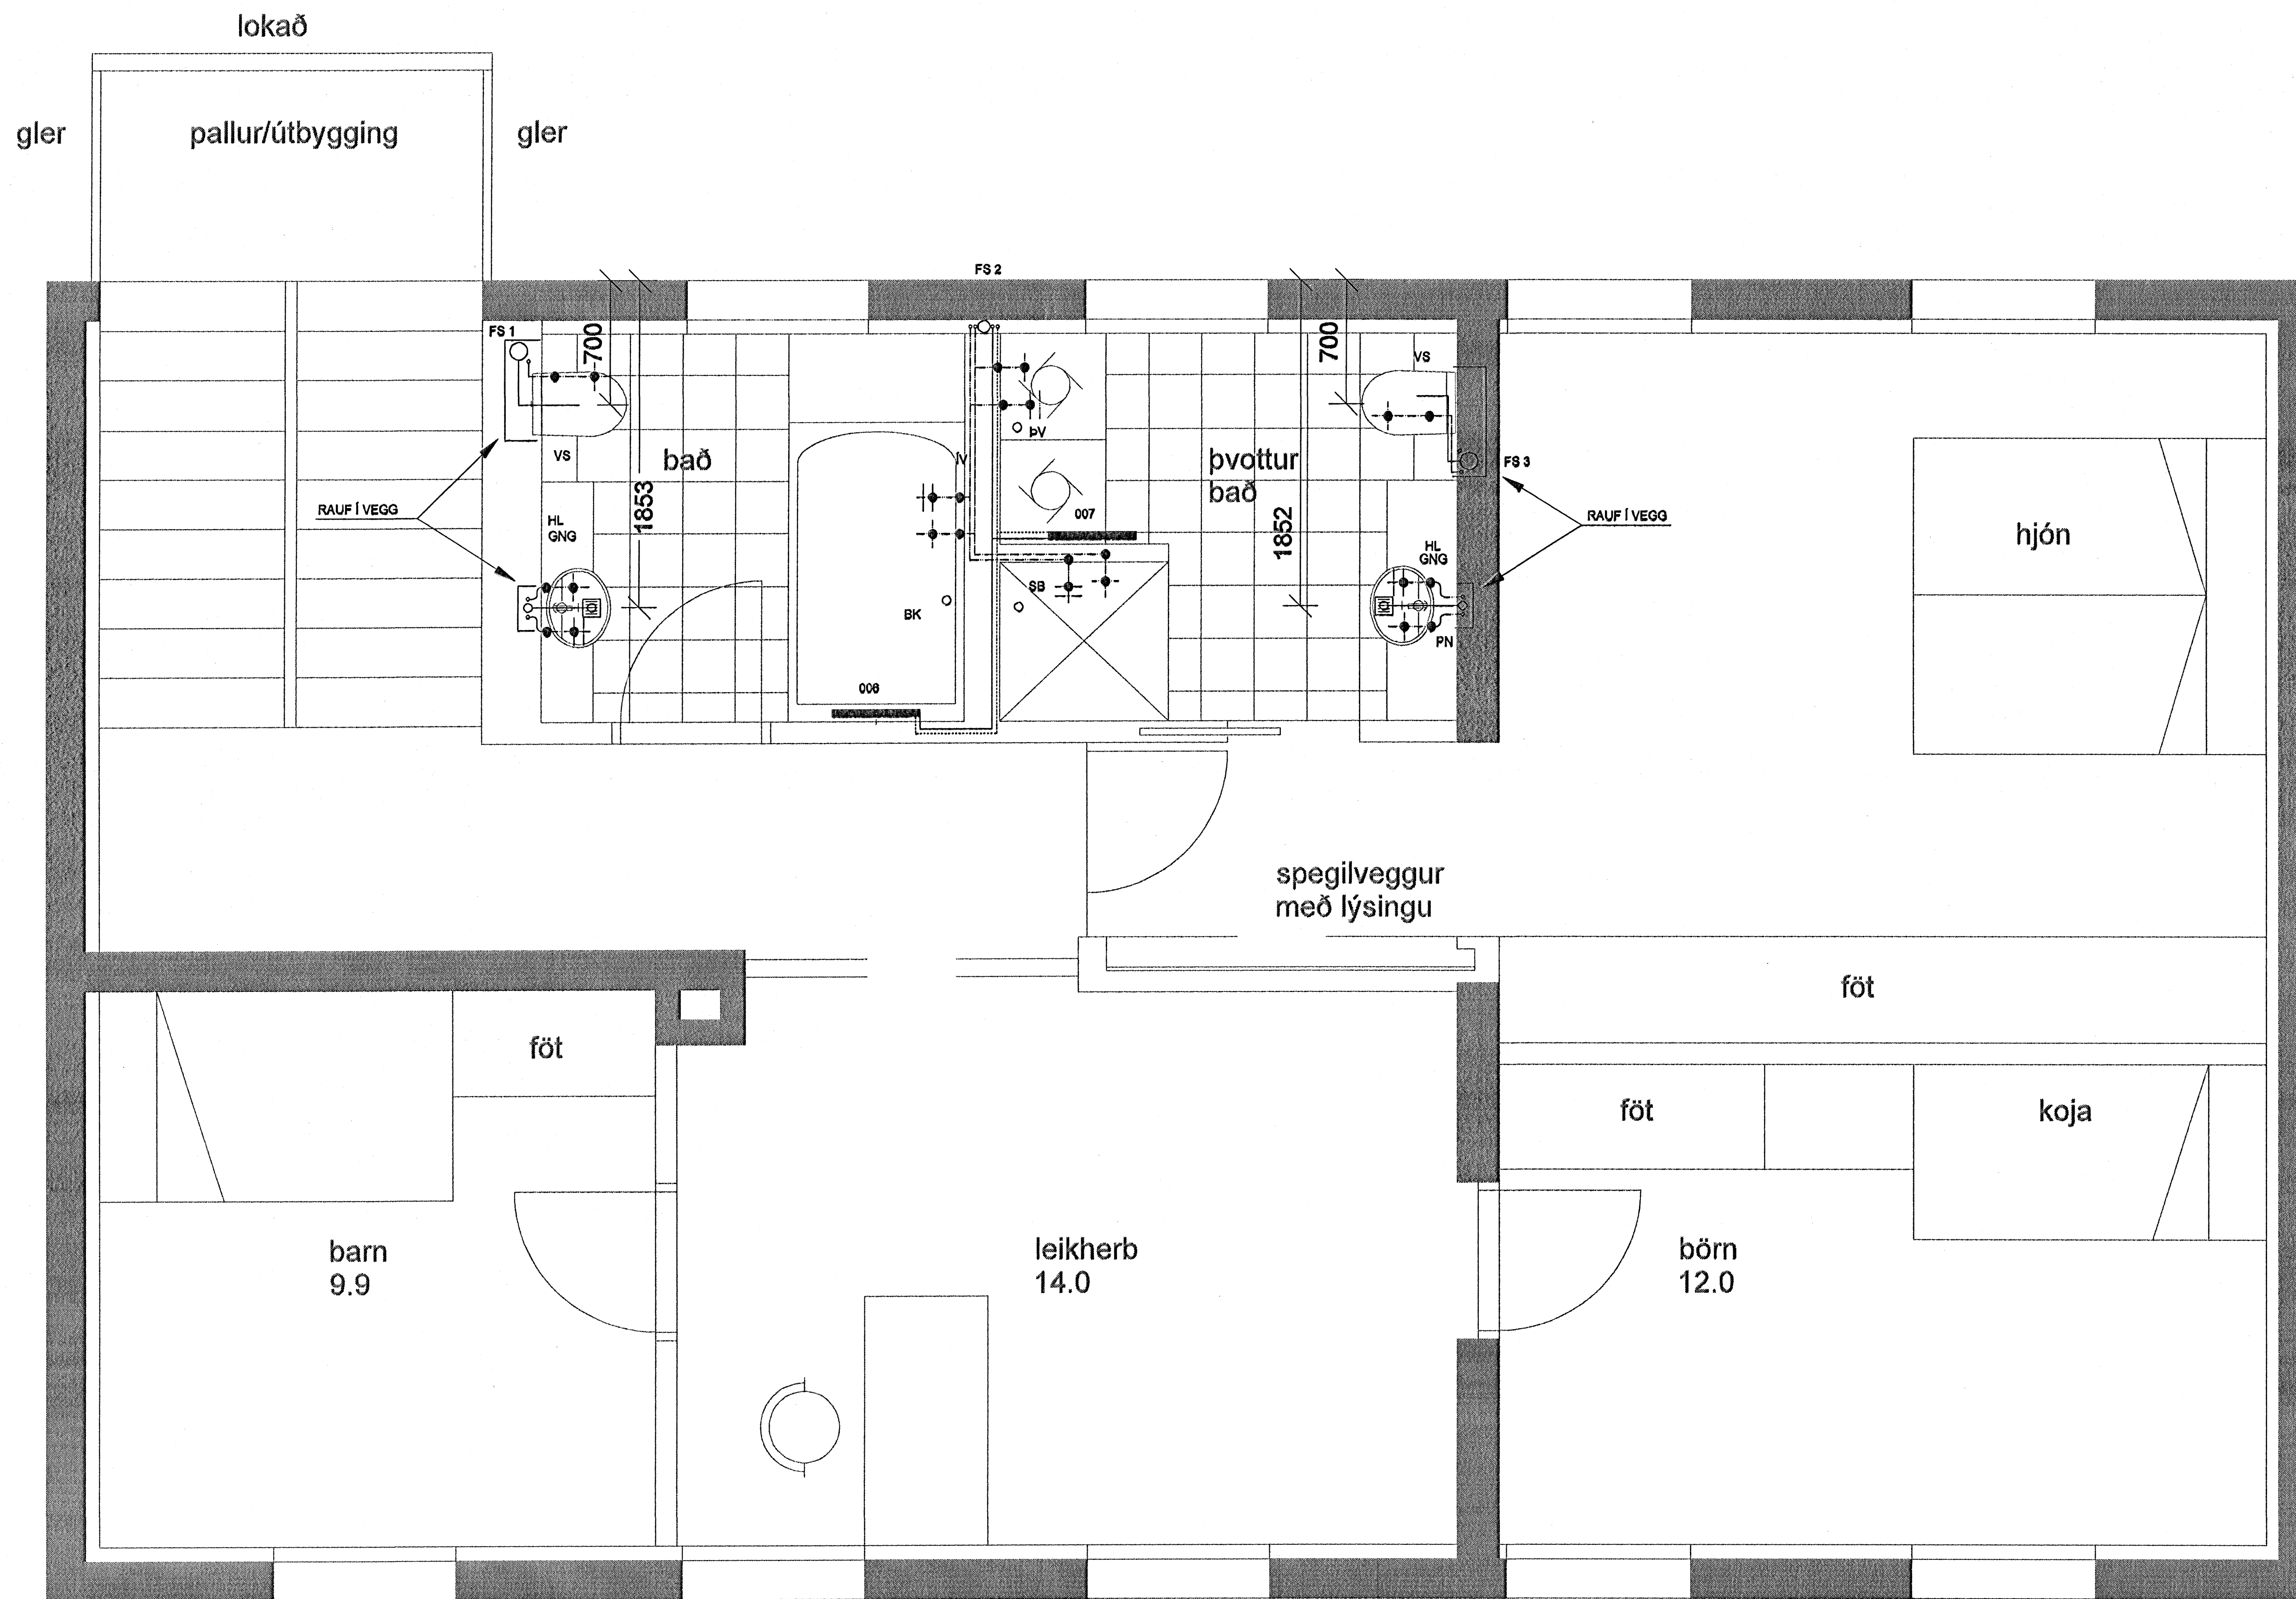 lokað
gler
pallur/útbygging
gler
FS 2
FS 1
700
700
VS
ÞV
bað
VS
ÍV
þvottur
bað
FS 3
1853
RAUF Í VEGG
HL
GNG
007
1852
RAUF Í VEGG
hjón
HL
GNG
SB
BK
ÞN
006
spegilveggur
með lýsingu
föt
föt
föt
koja
barn
9.9
leikherb
14.0
börn
12.0